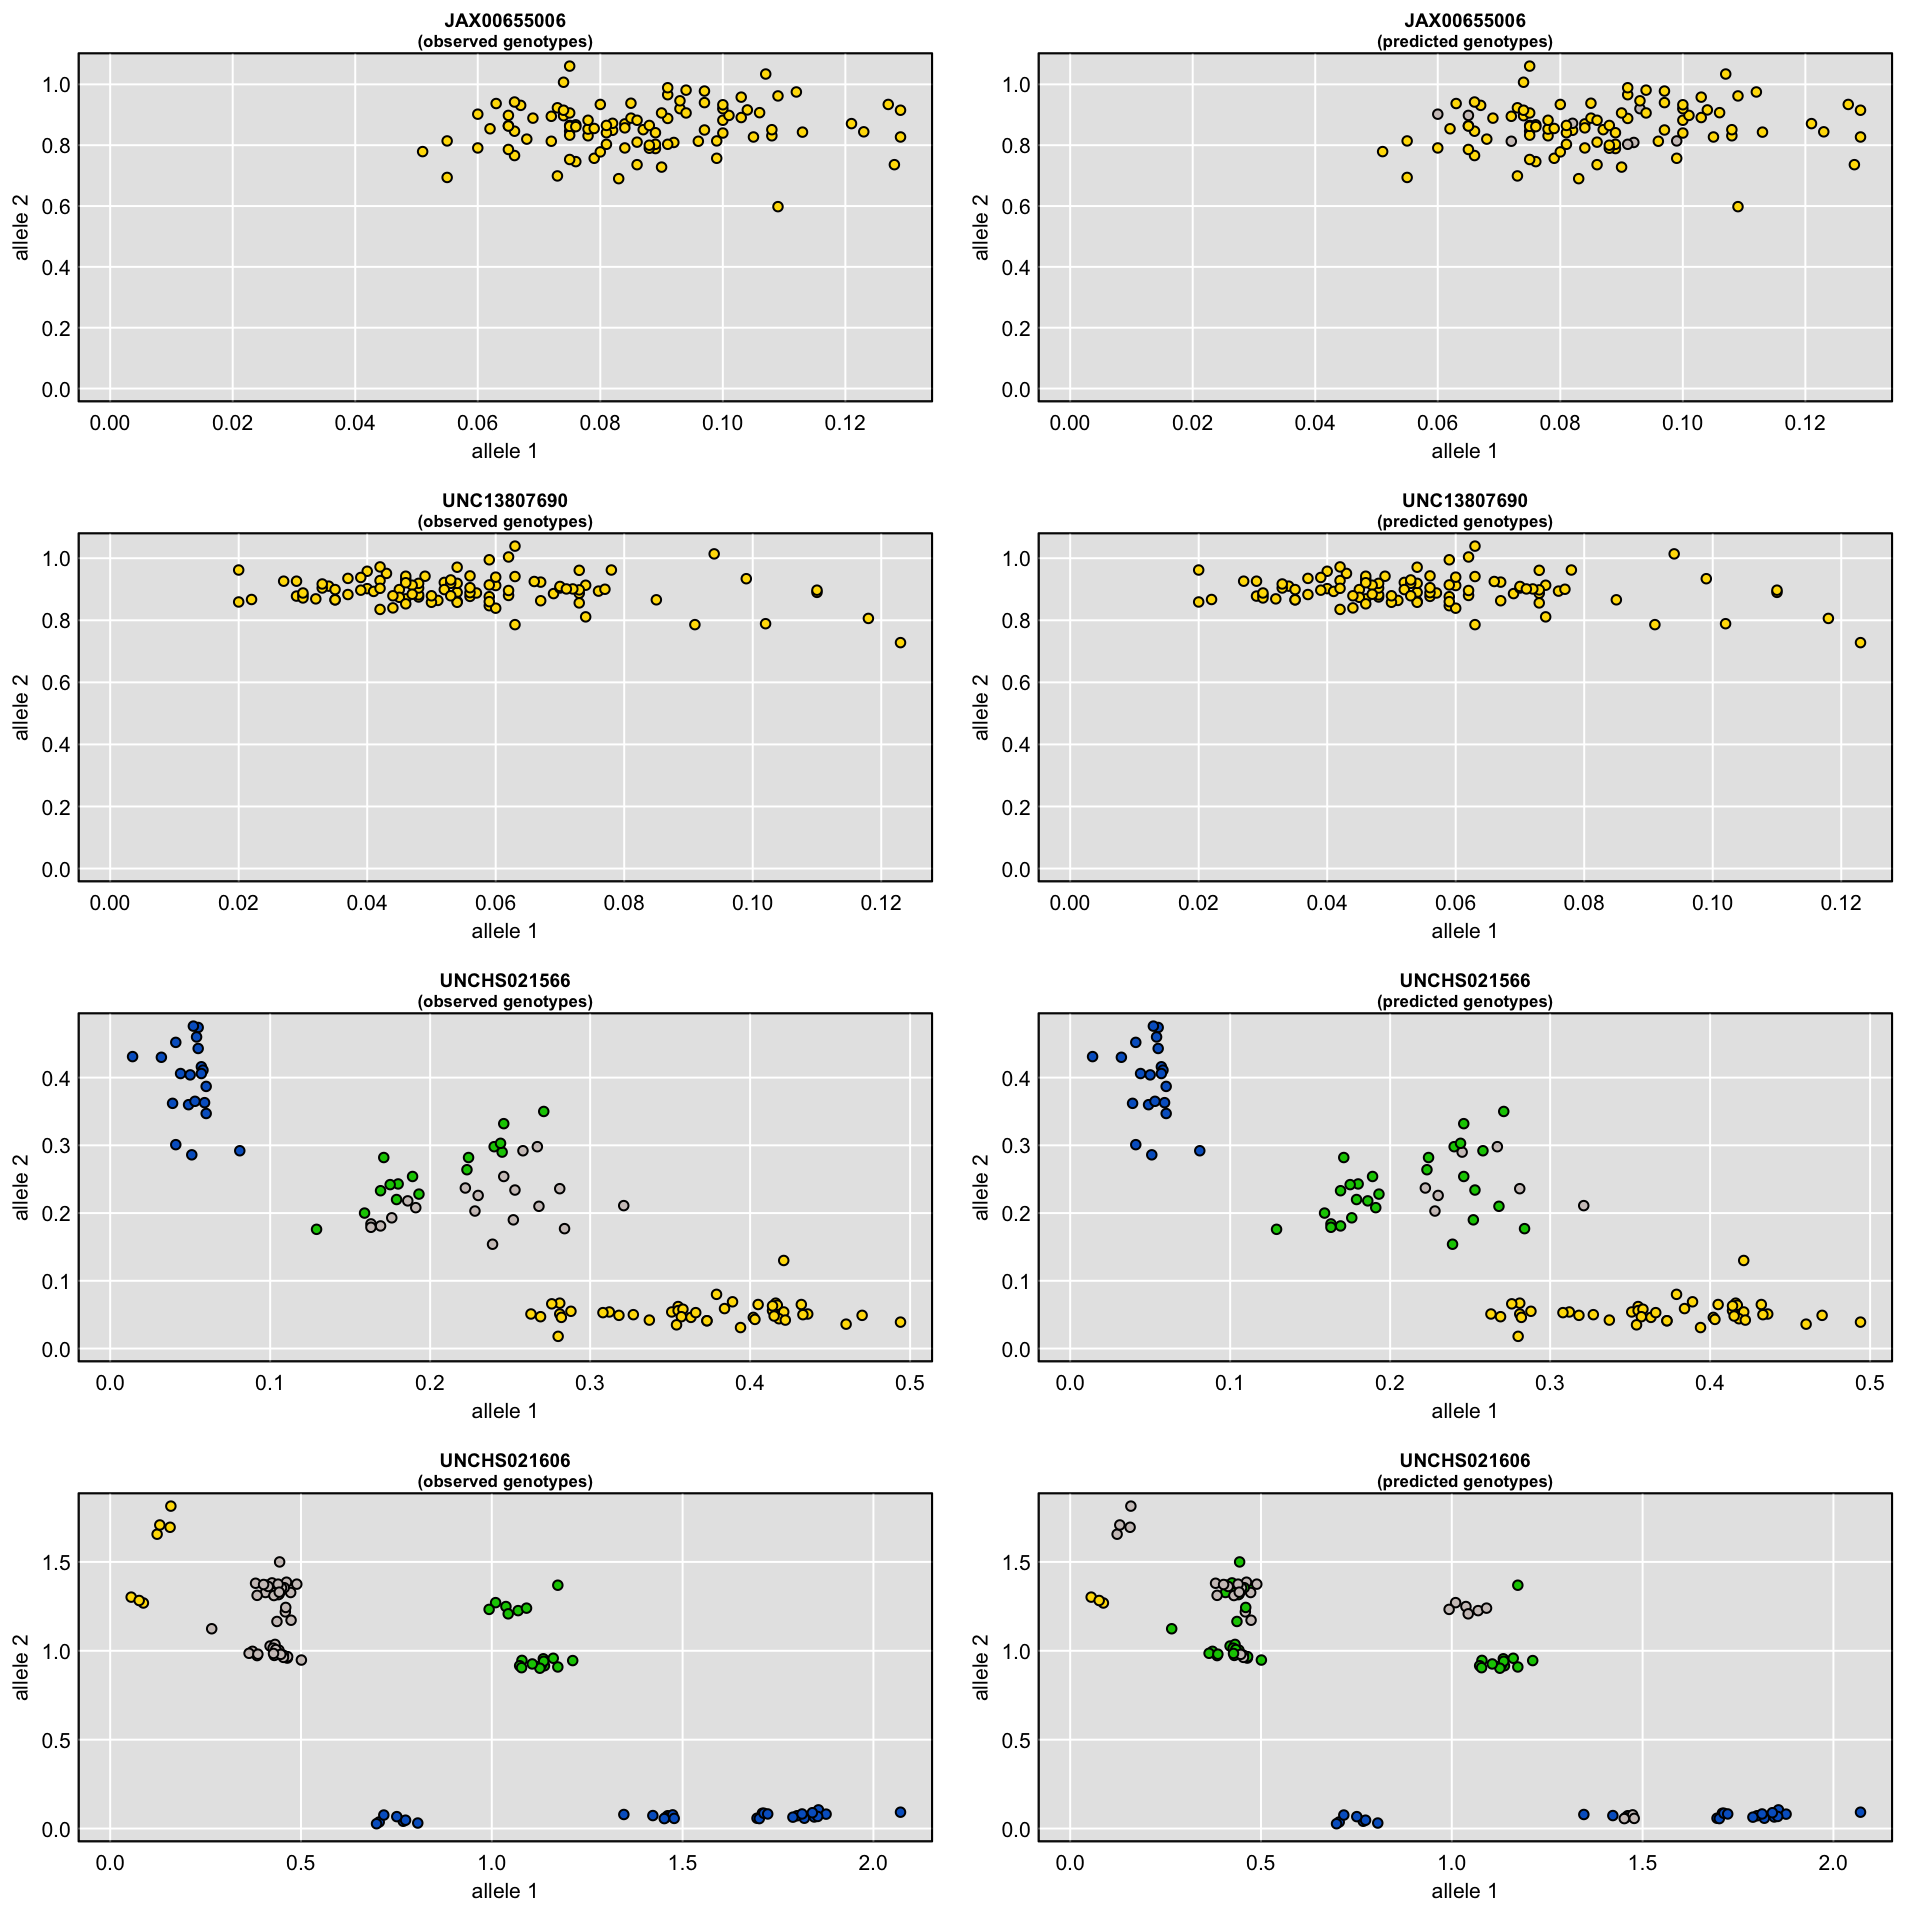 JAX00655006
(observed genotypes)
1.0
0.8
0.6
0.4
0.2
0.0
allele 2
0.00 0.02 0.04 0.06 0.08 0.10 0.12
allele 1
JAX00655006
(predicted genotypes)
1.0
0.8
0.6
0.4
0.2
0.0
allele 2
0.00 0.02 0.04 0.06 0.08 0.10 0.12
allele 1
UNC13807690
(observed genotypes)
1.0
0.8
0.6
0.4
0.2
0.0
allele 2
0.00 0.02 0.04 0.06 0.08 0.10 0.12
allele 1
UNC13807690
(predicted genotypes)
1.0
0.8
0.6
0.4
0.2
0.0
allele 2
0.00 0.02 0.04 0.06 0.08 0.10 0.12
allele 1
UNCHS021566
(observed genotypes)
0.4
0.3
0.2
0.1
0.0
allele 2
0.0 0.1 0.2 0.3 0.4 0.5
allele 1
UNCHS021566
(predicted genotypes)
0.4
0.3
0.2
0.1
0.0
allele 2
0.0 0.1 0.2 0.3 0.4 0.5
allele 1
UNCHS021606
(observed genotypes)
1.5
1.0
0.5
0.0
allele 2
0.0 0.5 1.0 1.5 2.0
allele 1
UNCHS021606
(predicted genotypes)
1.5
1.0
0.5
0.0
allele 2
0.0 0.5 1.0 1.5 2.0
allele 1